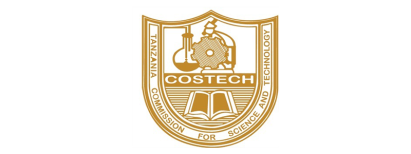 COSTECH
TANZANIA COMMISSION FOR SCIENCE AND TECHNOLOGY